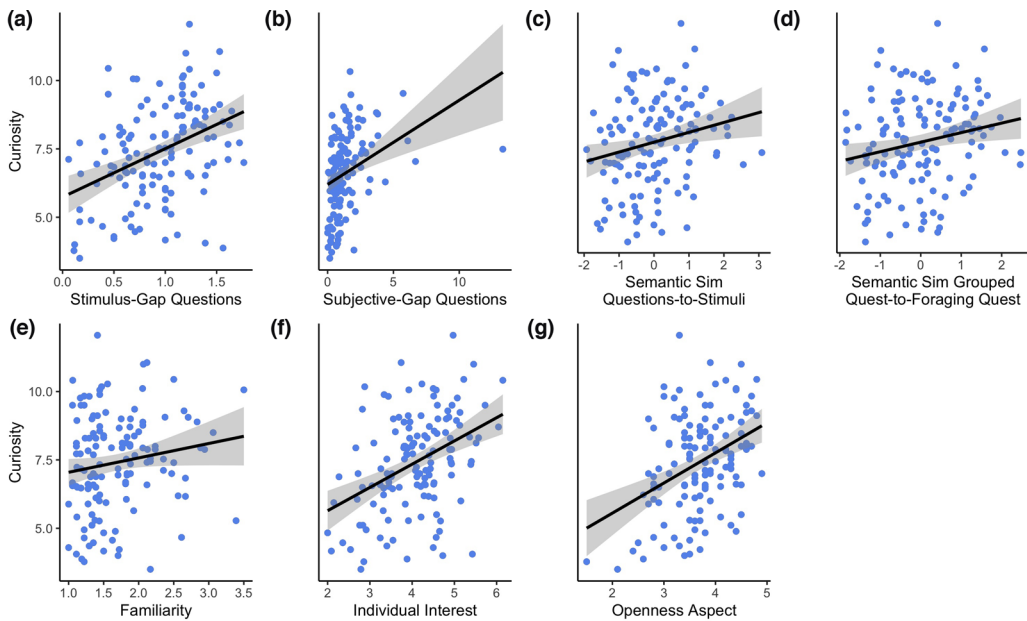 (a)
(b)
(c)
(d)
Curiosity
10.0
7.5
5.0
0.0 0.5 1.0 1.5
0 5 10
-2 -1 0 1 2 3
-2 -1 0 1 2
Stimulus-Gap Questions
Subjective-Gap Questions
Semantic Sim
Questions-to-Stimuli
Semantic Sim Grouped
Quest-to-Foraging Quest
(e)
(f)
(g)
Curiosity
10.0
7.5
5.0
1.0 1.5 2.0 2.5 3.0 3.5
2 3 4 5 6
2 3 4 5
Familiarity
Individual Interest
Openness Aspect